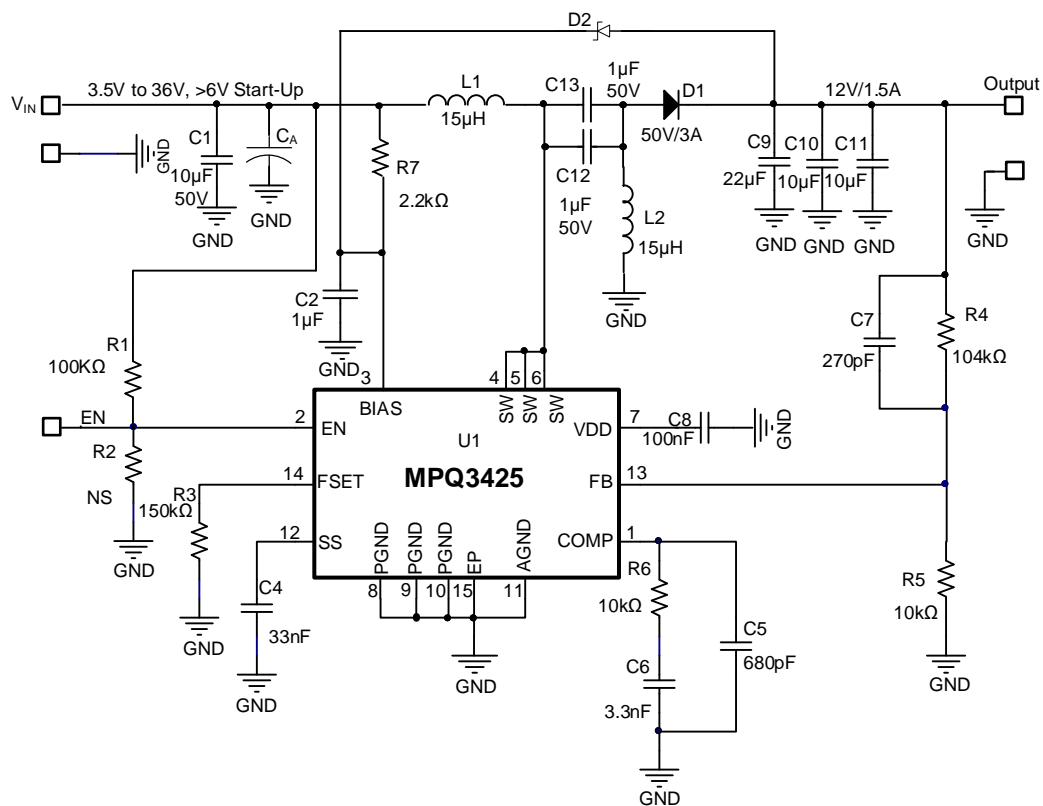 D2
3.5V to 36V, >6V Start-Up
VIN
L1
15µH
C13
1µF
50V
D1
50V/3A
12V/1.5A
Output
GND
C1
10µF
50V
GND
CA
GND
R7
2.2kΩ
C12
1µF
50V
L2
15µH
GND
C9
22µF
GND
C10
10µF
GND
C11
10µF
GND
GND
C2
1µF
GND
R1
100KΩ
C7
270pF
R4
104kΩ
3
BIAS
4
5
6
SW
SW
SW
EN
2
EN
U1
MPQ3425
VDD
7
C8
100nF
GND
R2
NS
GND
14
FSET
R3
150kΩ
GND
FB
13
12
SS
C4
33nF
GND
PGND
PGND
PGND
EP
AGND
8
9
10
15
11
GND
COMP
1
R6
10kΩ
C6
3.3nF
C5
680pF
GND
R5
10kΩ
GND